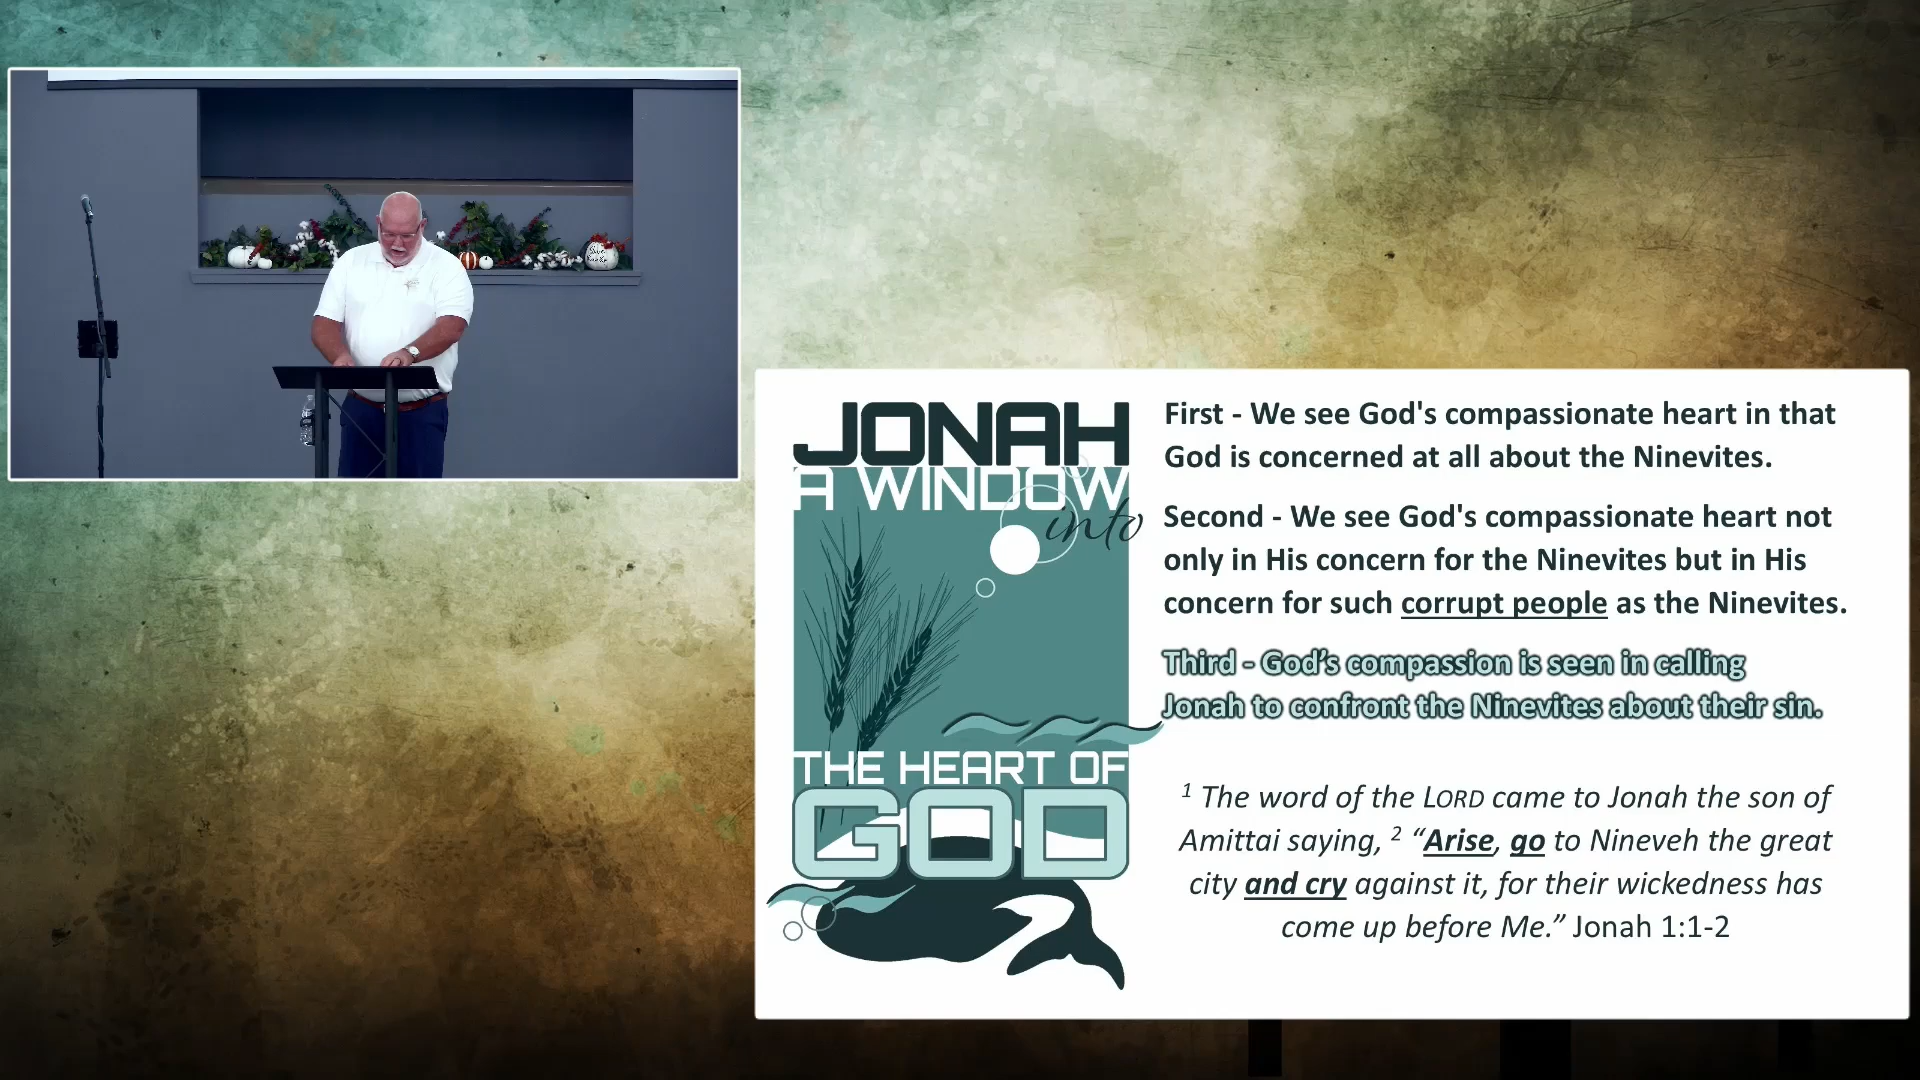 JONAH
A WINDOW
into
THE HEART OF
GOD
First - We see God's compassionate heart in that
God is concerned at all about the Ninevites.
Second - We see God's compassionate heart not
only in His concern for the Ninevites but in His
concern for such corrupt people as the Ninevites.
Third - God’s compassion is seen in calling
Jonah to confront the Ninevites about their sin.
1 The word of the LORD came to Jonah the son of
Amittai saying, 2 “Arise, go to Nineveh the great
city and cry against it, for their wickedness has
come up before Me.” Jonah 1:1-2